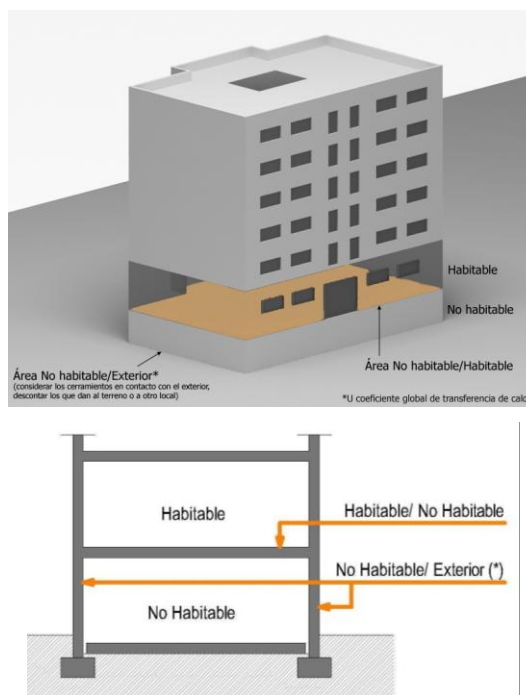 Habitable
No habitable
Área No habitable/Exterior*
(considerar los cerramientos en contacto con el exterior,
descontar los que dan al terreno o a otro local)
Área No habitable/Habitable
*U coeficiente global de transferencia de calo
Habitable
Habitable/ No Habitable
No Habitable/ Exterior (*)
No Habitable